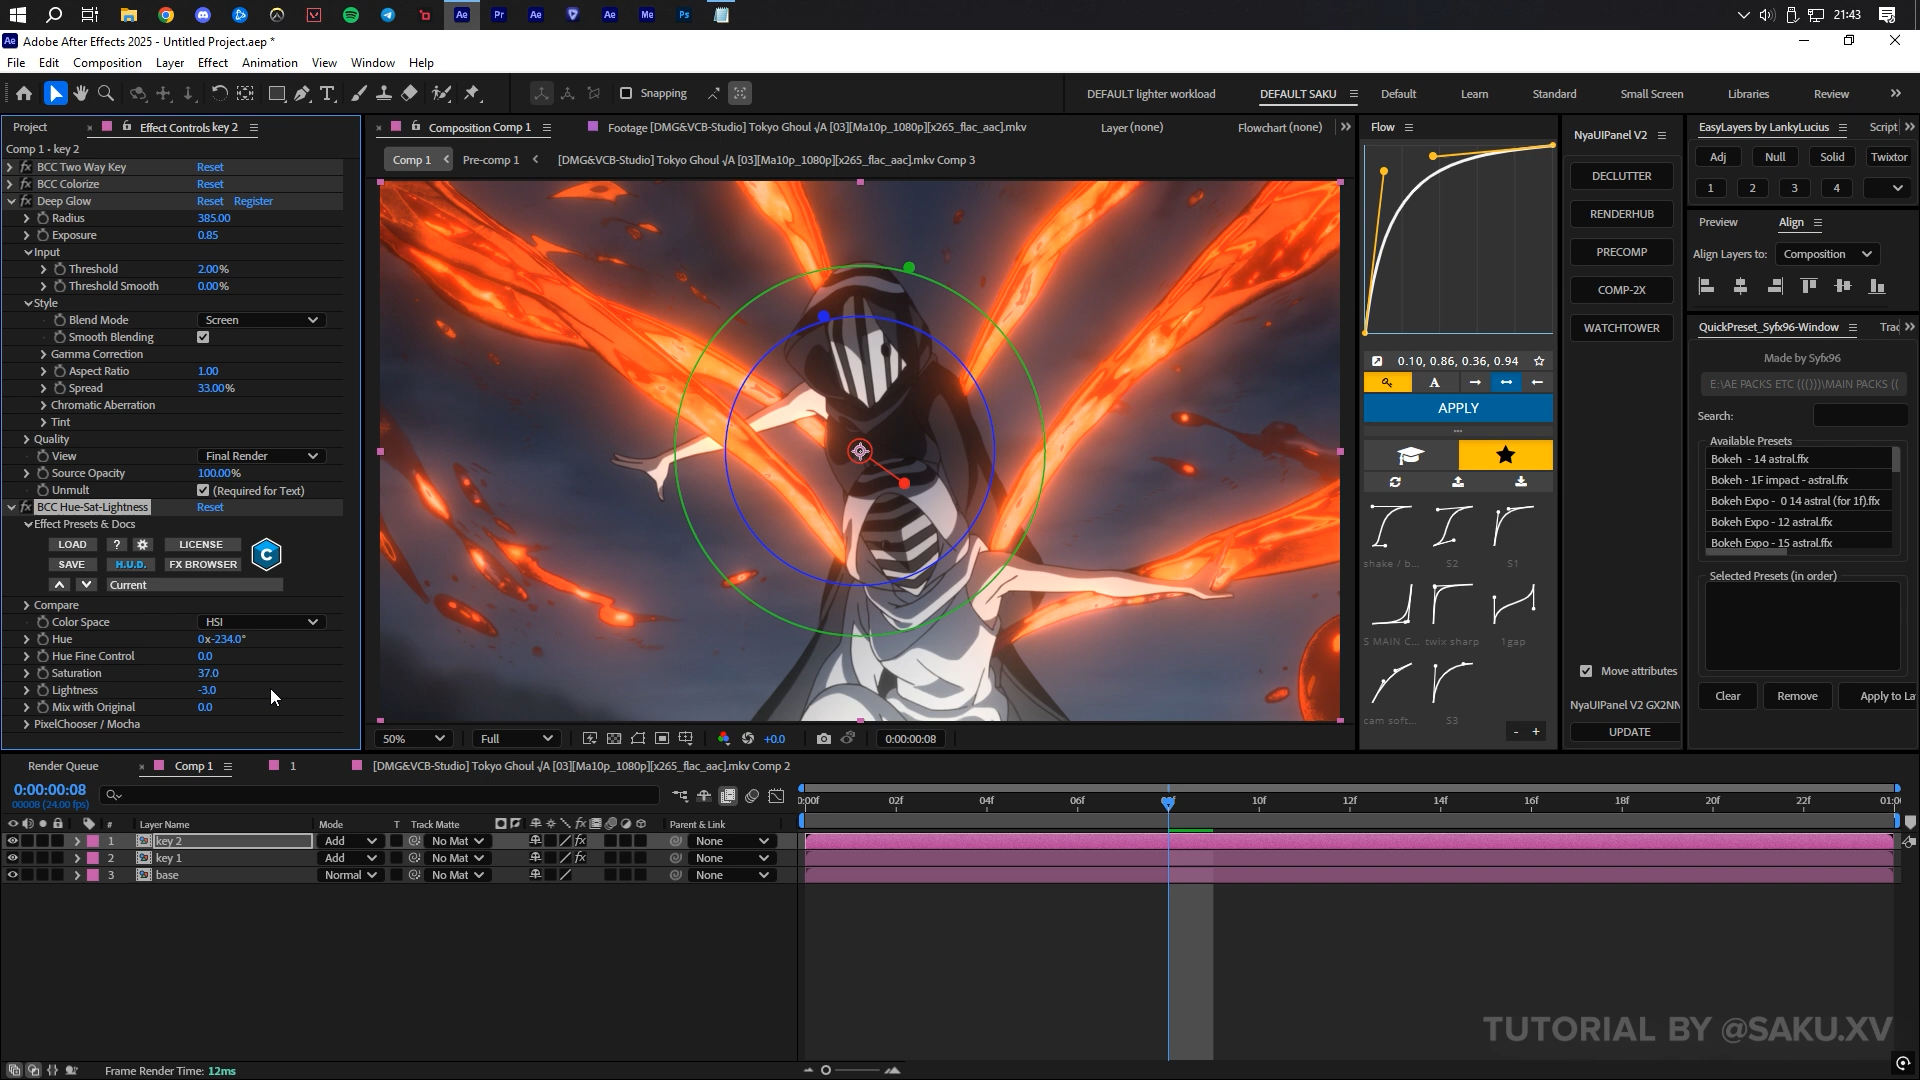 21:43
Adobe After Effects 2025 - Untitled Project.aep *
File Edit Composition Layer Effect Animation View Window Help
Snapping
DEFAULT lighter workload DEFAULT SAKU Default Learn Standard Small Screen Libraries Review
Project Effect Controls key 2
Comp 1 • key 2
BCC Two Way Key Reset
BCC Colorize Reset
Deep Glow Reset Register
Radius 385.00
Exposure 0.85
Input
Threshold 2.00%
Threshold Smooth 0.00%
Style
Blend Mode Screen
Smooth Blending
Gamma Correction
Aspect Ratio 1.00
Spread 33.00%
Chromatic Aberration
Tint
Quality
View Final Render
Source Opacity 100.00%
Unmult (Required for Text)
BCC Hue-Sat-Lightness Reset
Effect Presets & Docs
LOAD ? LICENSE
SAVE H.U.D. FX BROWSER
Current
Compare
Color Space HSI
Hue 0x-234.0°
Hue Fine Control 0.0
Saturation 37.0
Lightness -3.0
Mix with Original 0.0
PixelChooser / Mocha
Composition Comp 1 Footage [DMG&VCB-Studio] Tokyo Ghoul √A [03][Ma10p_1080p][x265_flac_aac].mkv Layer (none) Flowchart (none)
Comp 1 Pre-comp 1 [DMG&VCB-Studio] Tokyo Ghoul √A [03][Ma10p_1080p][x265_flac_aac].mkv Comp 3
50% Full +0.0 0:00:00:08
Flow
0.10, 0.86, 0.36, 0.94
A
APPLY
shake / b... S2 S1
S MAIN C... twix sharp 1gap
cam soft... S3
- +
NyaUIPanel V2
DECLUTTER
RENDERHUB
PRECOMP
COMP-2X
WATCHTOWER
Move attributes
NyaUIPanel V2 GX2NN
UPDATE
EasyLayers by LankyLucius Script
Adj Null Solid Twixtor
1 2 3 4
Preview Align
Align Layers to: Composition
QuickPreset_Syfx96-Window Trac
Made by Syfx96
E:\AE PACKS ETC ((()))\MAIN PACKS ((
Search:
Available Presets
Bokeh - 14 astral.ffx
Bokeh - 1F impact - astral.ffx
Bokeh Expo - 0 14 astral (for 1f).ffx
Bokeh Expo - 12 astral.ffx
Bokeh Expo - 15 astral.ffx
Selected Presets (in order)
Clear Remove Apply to La
Render Queue Comp 1 1 [DMG&VCB-Studio] Tokyo Ghoul √A [03][Ma10p_1080p][x265_flac_aac].mkv Comp 2
0:00:00:08
00008 (24.00 fps)
0:00f 02f 04f 06f 10f 12f 14f 16f 18f 20f 22f 01:0
# Layer Name Mode T Track Matte Parent & Link
1 key 2 Add No Mat None
2 key 1 Add No Mat None
3 base Normal No Mat None
TUTORIAL BY @SAKU.XV
Frame Render Time: 12ms